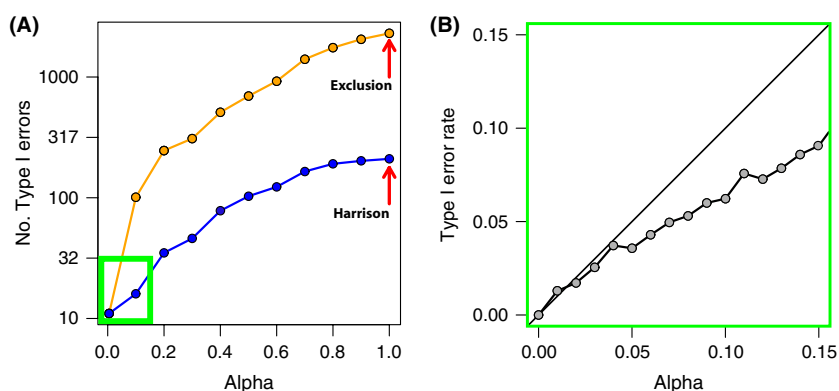 (A)
No. Type I errors
1000
317
100
32
10
Exclusion
Harrison
0.0 0.2 0.4 0.6 0.8 1.0
Alpha
(B)
Type I error rate
0.15
0.10
0.05
0.00
0.00 0.05 0.10 0.15
Alpha